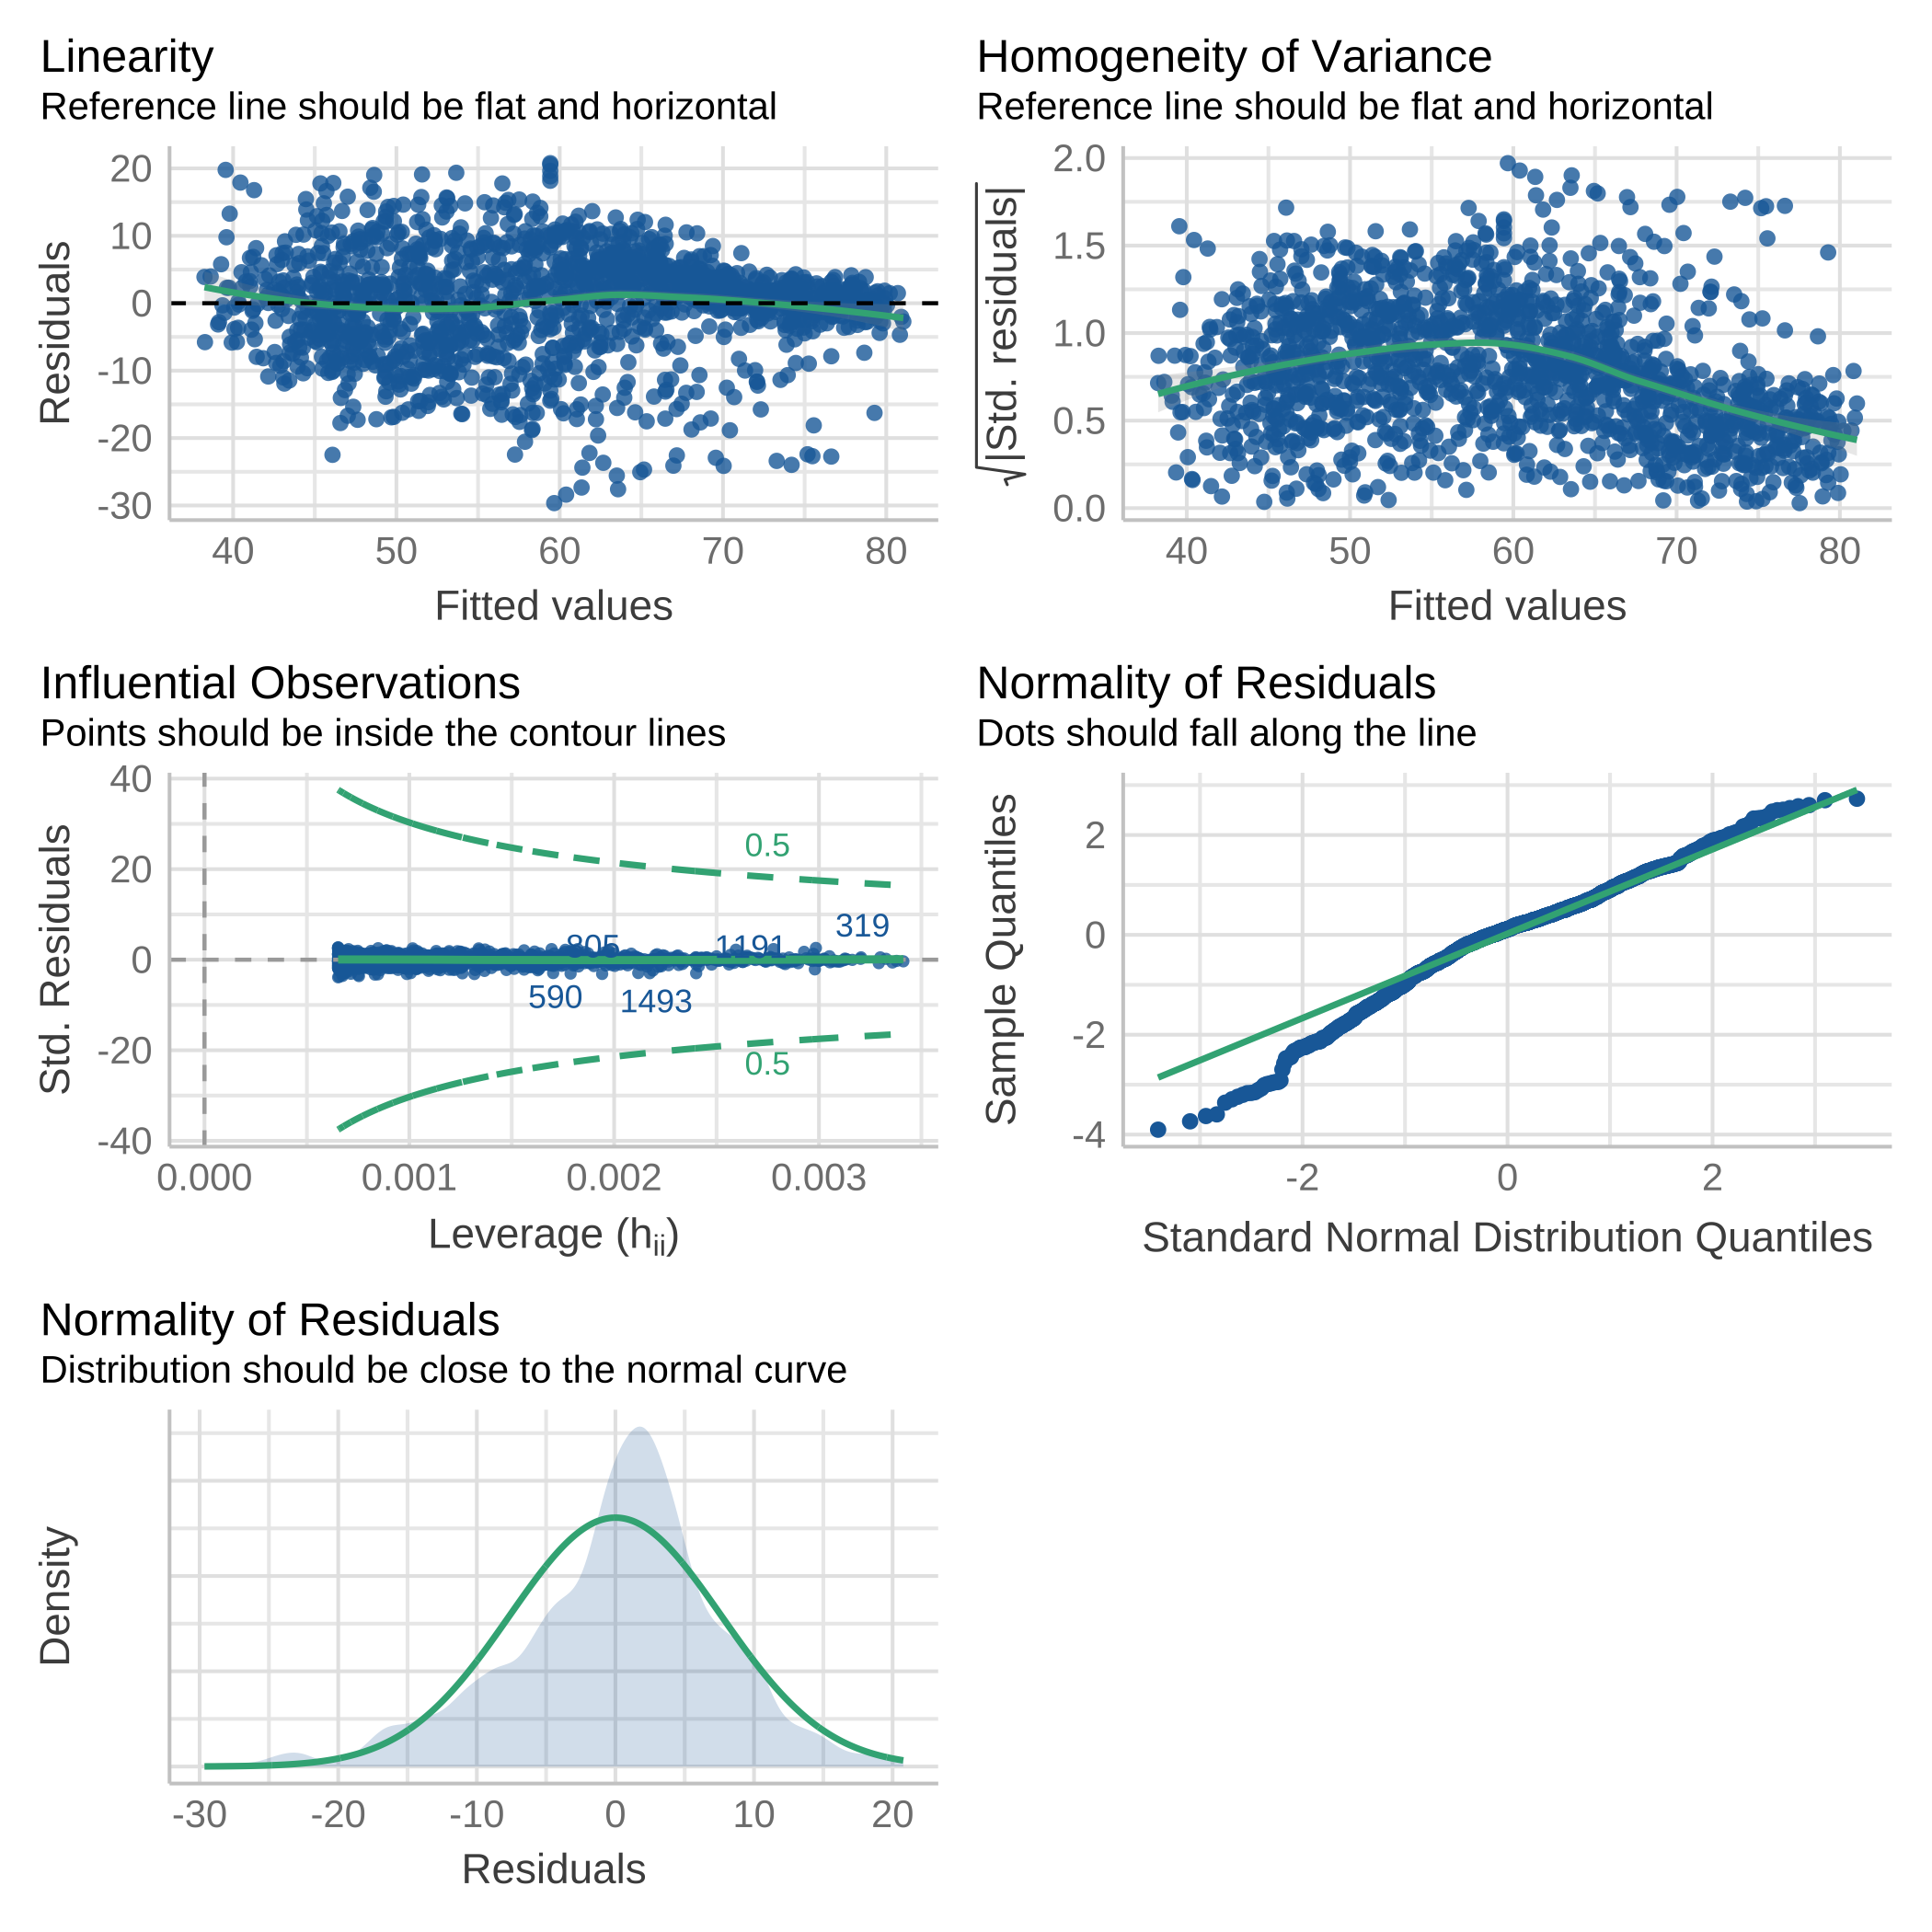 Linearity
Reference line should be flat and horizontal
20
10
0
-10
-20
-30
Residuals
40 50 60 70 80
Fitted values
Homogeneity of Variance
Reference line should be flat and horizontal
2.0
1.5
1.0
0.5
0.0
√|Std. residuals|
40 50 60 70 80
Fitted values
Influential Observations
Points should be inside the contour lines
40
20
0
-20
-40
Std. Residuals
0.5
319
805 1191
590 1493
0.5
0.000 0.001 0.002 0.003
Leverage (hii)
Normality of Residuals
Dots should fall along the line
2
0
-2
-4
Sample Quantiles
-2 0 2
Standard Normal Distribution Quantiles
Normality of Residuals
Distribution should be close to the normal curve
Density
-30 -20 -10 0 10 20
Residuals